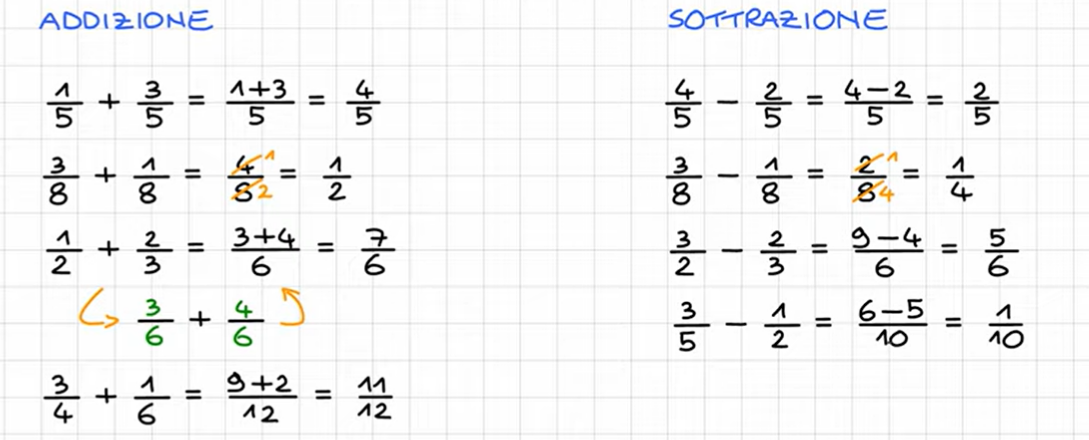 ADDIZIONE
1/5 + 3/5 = 1+3/5 = 4/5
3/8 + 1/8 = 4/8 1 2 = 1/2
1/2 + 2/3 = 3+4/6 = 7/6
3/6 + 4/6
3/4 + 1/6 = 9+2/12 = 11/12
SOTTRAZIONE
4/5 − 2/5 = 4−2/5 = 2/5
3/8 − 1/8 = 2/8 1 4 = 1/4
3/2 − 2/3 = 9−4/6 = 5/6
3/5 − 1/2 = 6−5/10 = 1/10